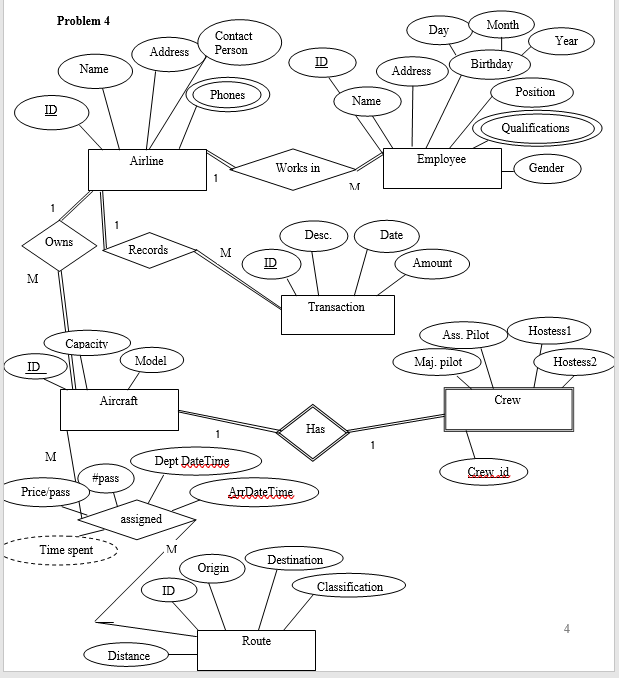 Problem 4
Contact
Person
Address
Name
ID
Phones
Airline
Day
Month
Year
Birthday
ID
Address
Name
Position
Qualifications
Gender
Employee
Works in
1
M
1
Owns
M
1
Records
M
Desc.
Date
ID
Amount
Transaction
Capacity
ID
Model
Aircraft
Ass. Pilot
Hostess1
Maj. pilot
Hostess2
Crew
Has
1
1
Crew_id
M
Dept DateTime
#pass
Price/pass
ArrDateTime
assigned
Time spent
M
Origin
Destination
ID
Classification
Route
Distance
4